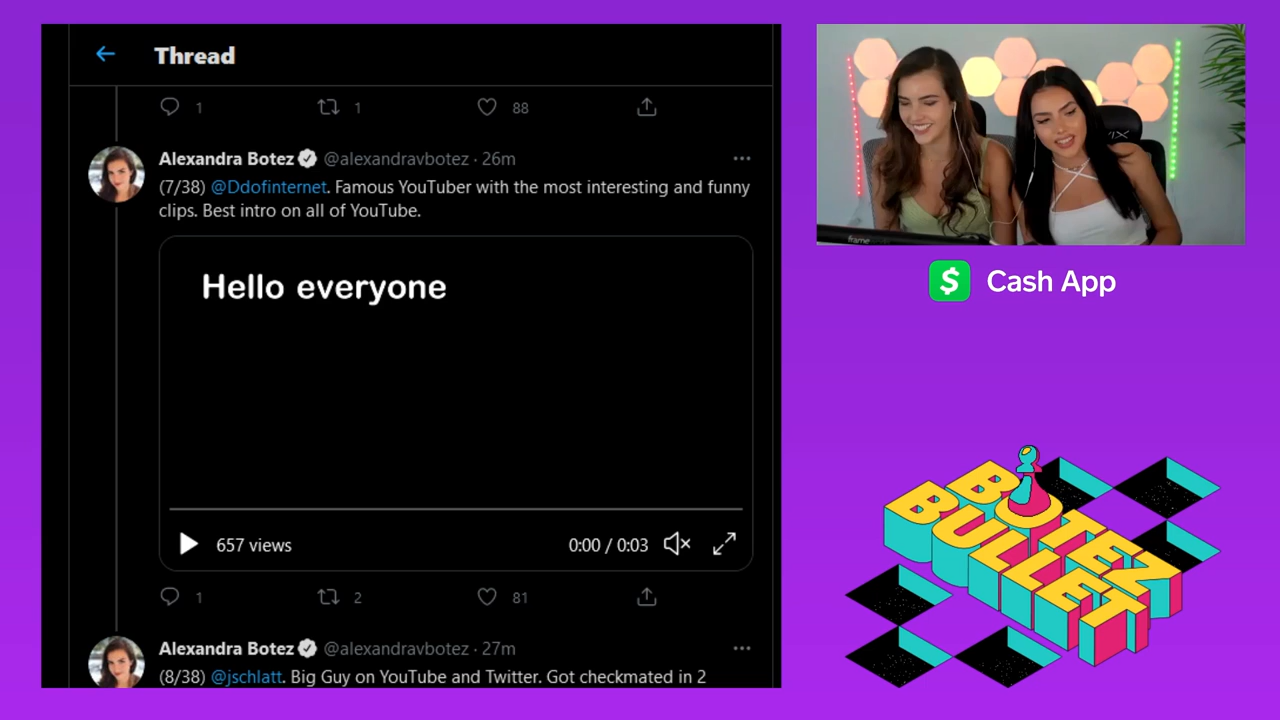 Thread
1 1 88
Alexandra Botez @alexandravbotez · 26m
(7/38) @Ddofinternet. Famous YouTuber with the most interesting and funny
clips. Best intro on all of YouTube.
Hello everyone
657 views 0:00 / 0:03
1 2 81
Alexandra Botez @alexandravbotez · 27m
(8/38) @jschlatt. Big Guy on YouTube and Twitter. Got checkmated in 2
frame
$ Cash App
BOTEZ
BULLET